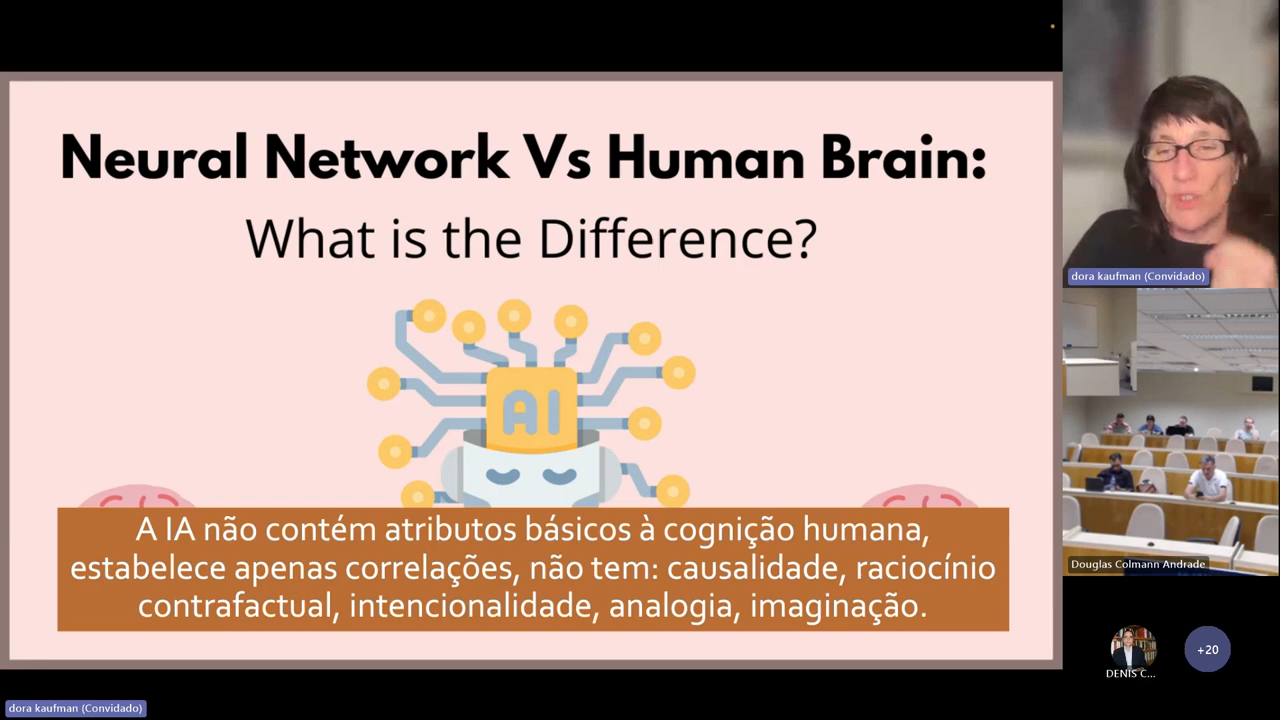 Neural Network Vs Human Brain:
What is the Difference?
AI
A IA não contém atributos básicos à cognição humana,
estabelece apenas correlações, não tem: causalidade, raciocínio
contrafactual, intencionalidade, analogia, imaginação.
dora kaufman (Convidado)
Douglas Colmann Andrade
DENIS C...
+20
dora kaufman (Convidado)